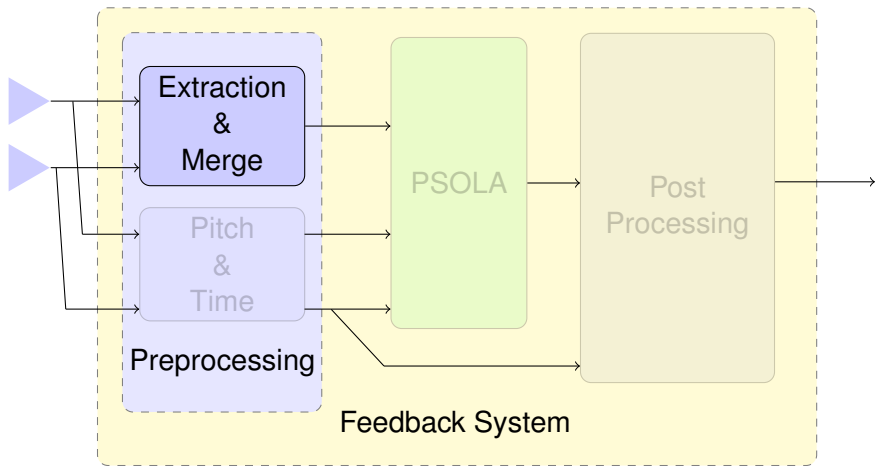 Extraction
&
Merge
Pitch
&
Time
Preprocessing
PSOLA
Post
Processing
Feedback System